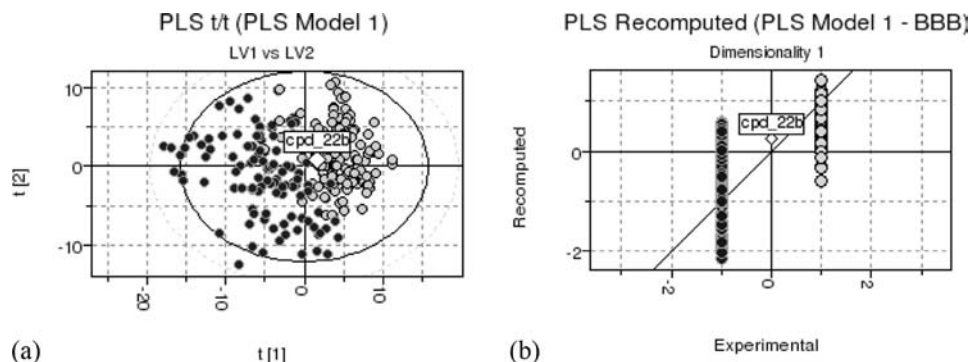 PLS t/t (PLS Model 1)
LV1 vs LV2
10
0
-10
t [2]
cpd_22b
-20
-10
0
10
t [1]
(a)
PLS Recomputed (PLS Model 1 - BBB)
Dimensionality 1
0
-2
Recomputed
cpd_22b
-2
0
2
Experimental
(b)